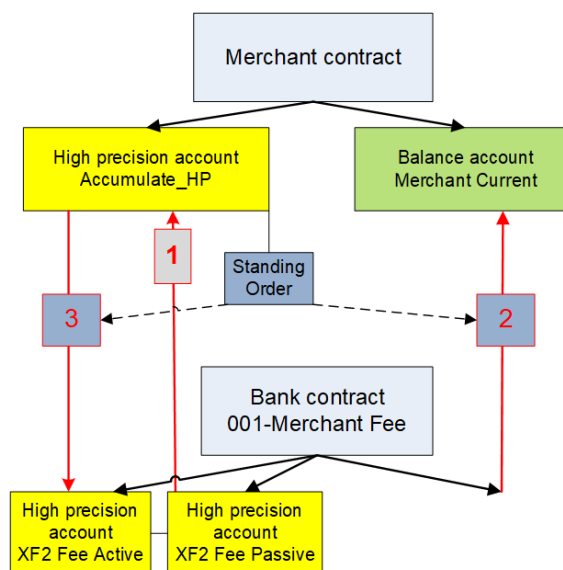 Merchant contract
High precision account
Accumulate_HP
Balance account
Merchant Current
1
Standing
Order
3
2
Bank contract
001-Merchant Fee
High precision
account
XF2 Fee Active
High precision
account
XF2 Fee Passive